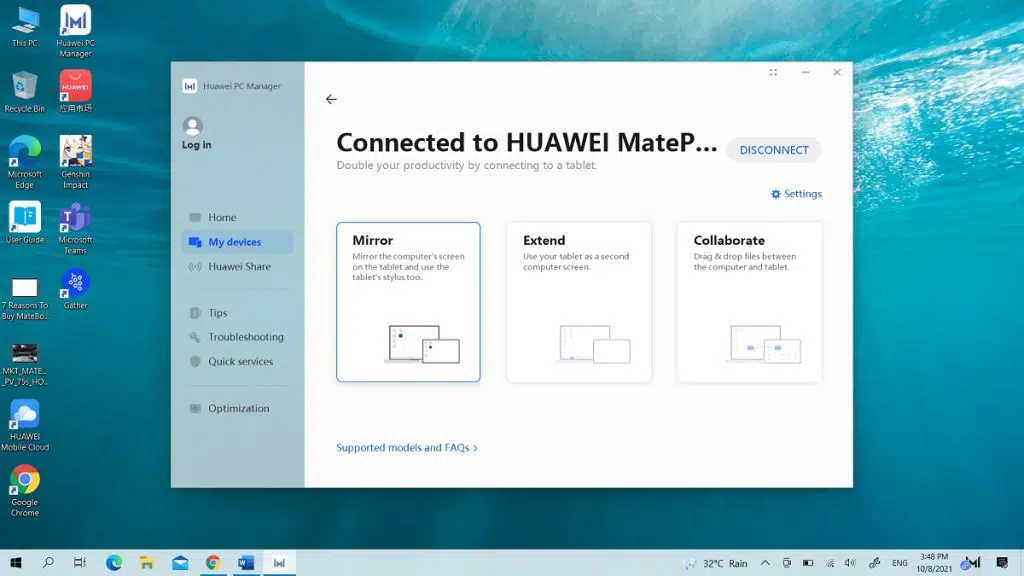 This PC
Huawei PC
Manager
Recycle Bin
HUAWEI
应用市场
Microsoft
Edge
Genshin
Impact
User Guide
Microsoft
Teams
7 Reasons To
Buy MateBo...
Gather
MKT_MATE...
_PV_75s_HO...
HUAWEI
Mobile Cloud
Google
Chrome
Huawei PC Manager
Log in
Home
My devices
Huawei Share
Tips
Troubleshooting
Quick services
Optimization
Connected to HUAWEI MateP...
DISCONNECT
Double your productivity by connecting to a tablet.
Settings
Mirror
Mirror the computer's screen
on the tablet and use the
tablet's stylus too.
Extend
Use your tablet as a second
computer screen.
Collaborate
Drag & drop files between
the computer and tablet.
Supported models and FAQs >
32°C Rain
ENG
3:48 PM
10/8/2021